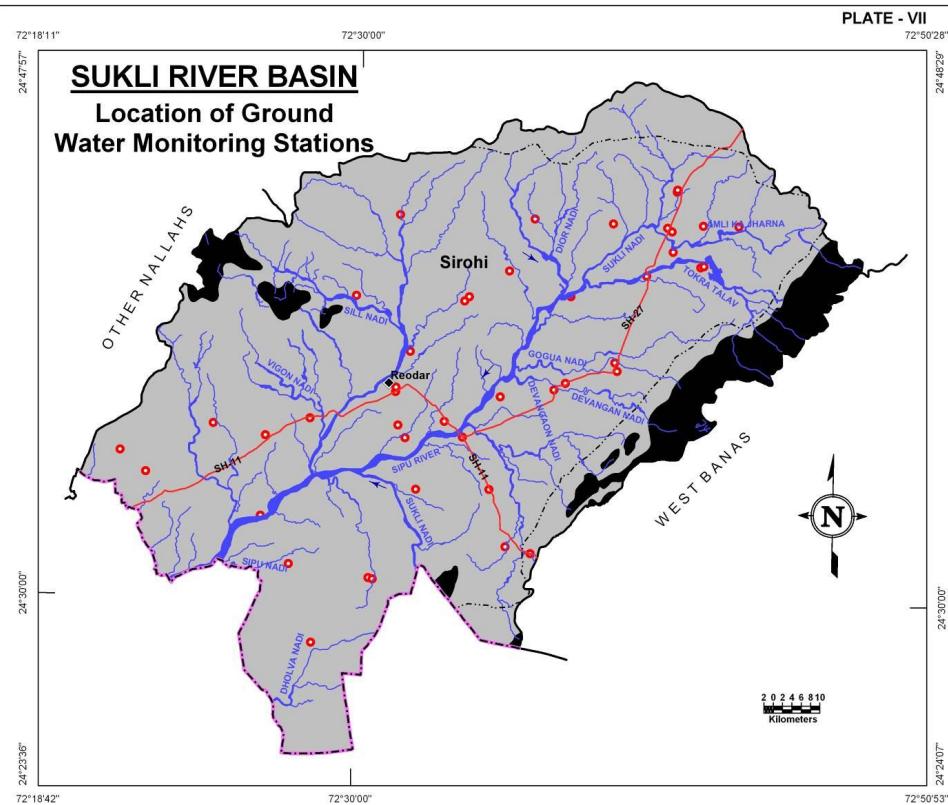 PLATE - VII
72°18'11"
72°30'00"
72°50'28"
24°47'57"
24°48'29"
SUKLI RIVER BASIN
Location of Ground
Water Monitoring Stations
OTHER NALLAHS
Sirohi
DIOR NADI
SUKLI NADI
AMLI KA JHARNA
TOKRA TALAV
SILL NADI
SH-27
GOGUA NADI
VIGON NADI
Reodar
DEVANGAN NADI
DEVANGAON NADI
SH-11
SIPU RIVER
SH-11
WEST BANAS
SUKLI NADI
N
SIPU NADI
24°30'00"
24°30'00"
DHOLVA NADI
2 0 2 4 6 8 10
Kilometers
24°23'36"
24°24'07"
72°18'42"
72°30'00"
72°50'53"